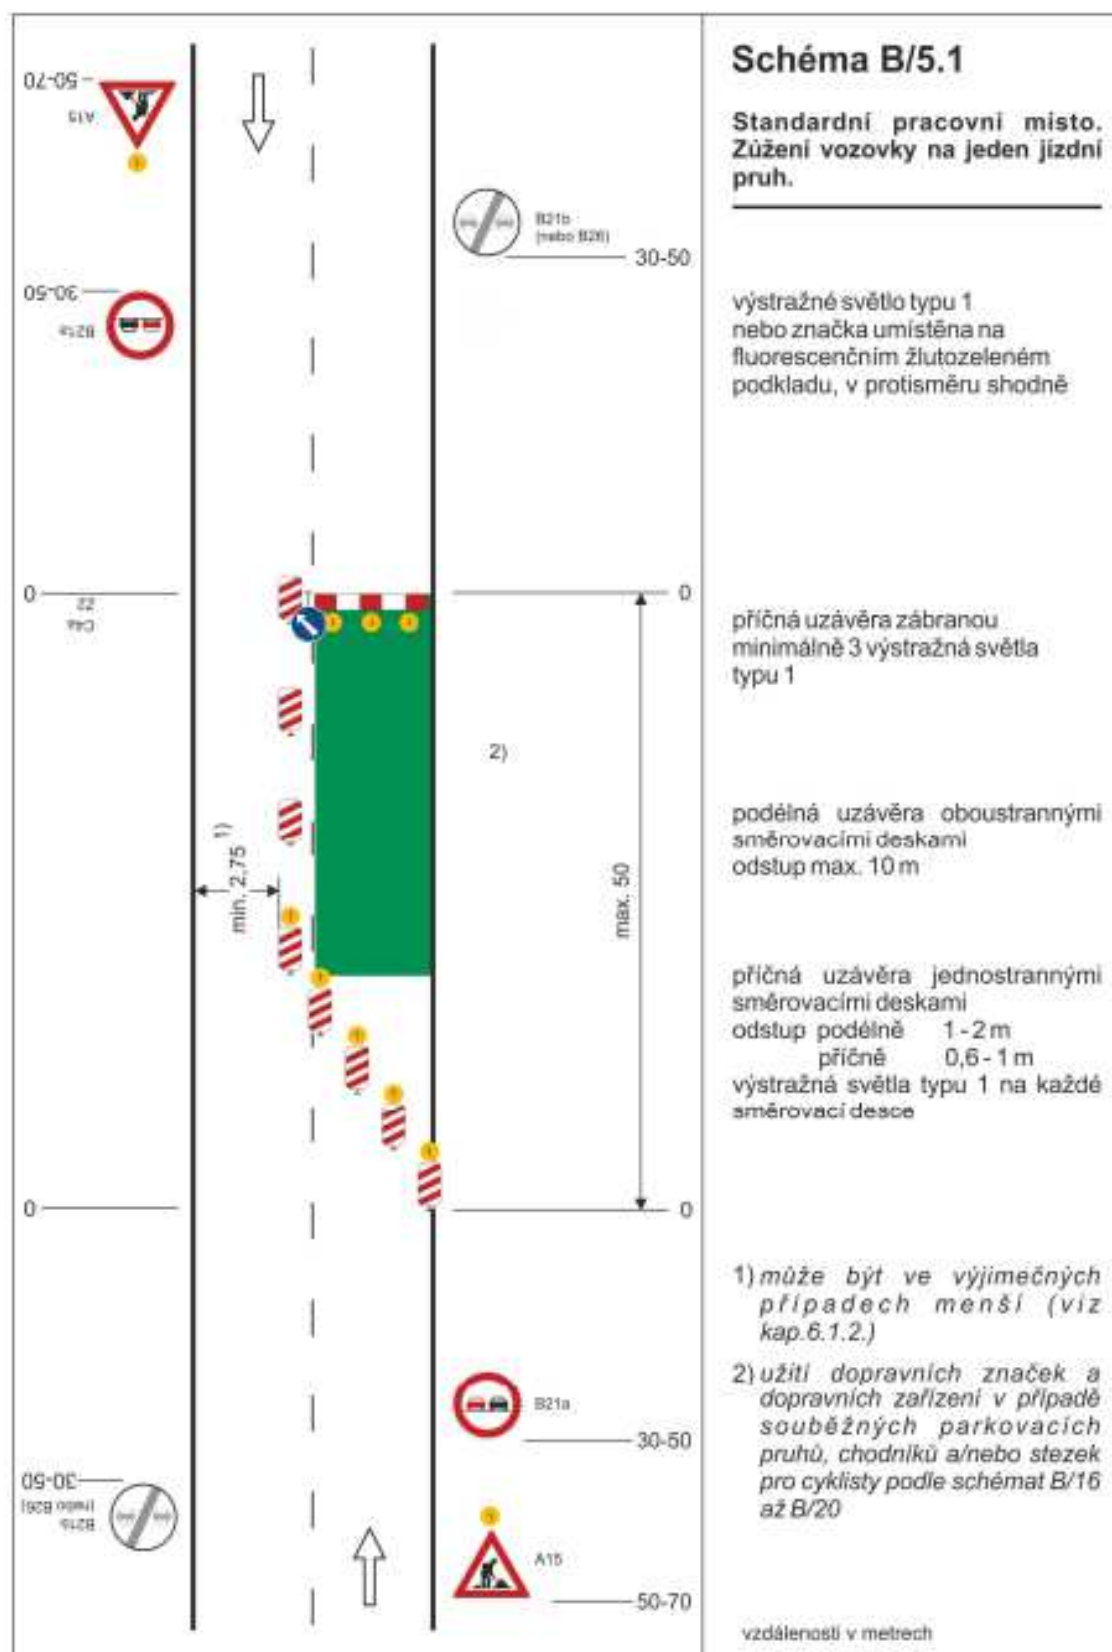 Schéma B/5.1
Standardní pracovní místo.
Zúžení vozovky na jeden jízdní
pruh.
50-70
A15
B21b
(nebo B26)
30-50
30-50
B21a
výstražné světlo typu 1
nebo značka umístěna na
fluorescenčním žlutozeleném
podkladu, v protisměru shodně
0
Z2
C4a
0
příčná uzávěra zábranou
minimálně 3 výstražná světla
typu 1
2)
podélná uzávěra oboustrannými
směrovacími deskami
odstup max. 10 m
min. 2,75 1)
max. 50
příčná uzávěra jednostrannými
směrovacími deskami
odstup podélně 1 - 2 m
příčně 0,6 - 1 m
výstražná světla typu 1 na každé
směrovací desce
0
0
1) může být ve výjimečných
případech menší (viz
kap.6.1.2.)
2) užití dopravních značek a
dopravních zařízení v případě
souběžných parkovacích
pruhů, chodníků a/nebo stezek
pro cyklisty podle schémat B/16
až B/20
B21a
30-50
30-50
B21b
(nebo B26)
A15
50-70
vzdálenosti v metrech